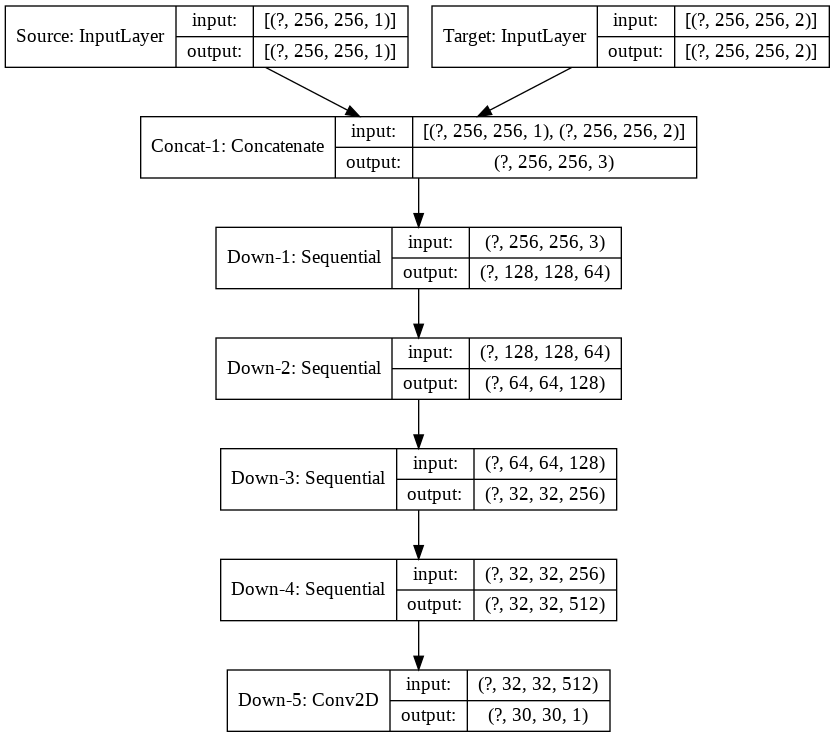 Source: InputLayer
input:
[(?, 256, 256, 1)]
output:
[(?, 256, 256, 1)]
Target: InputLayer
input:
[(?, 256, 256, 2)]
output:
[(?, 256, 256, 2)]
Concat-1: Concatenate
input:
[(?, 256, 256, 1), (?, 256, 256, 2)]
output:
(?, 256, 256, 3)
Down-1: Sequential
input:
(?, 256, 256, 3)
output:
(?, 128, 128, 64)
Down-2: Sequential
input:
(?, 128, 128, 64)
output:
(?, 64, 64, 128)
Down-3: Sequential
input:
(?, 64, 64, 128)
output:
(?, 32, 32, 256)
Down-4: Sequential
input:
(?, 32, 32, 256)
output:
(?, 32, 32, 512)
Down-5: Conv2D
input:
(?, 32, 32, 512)
output:
(?, 30, 30, 1)